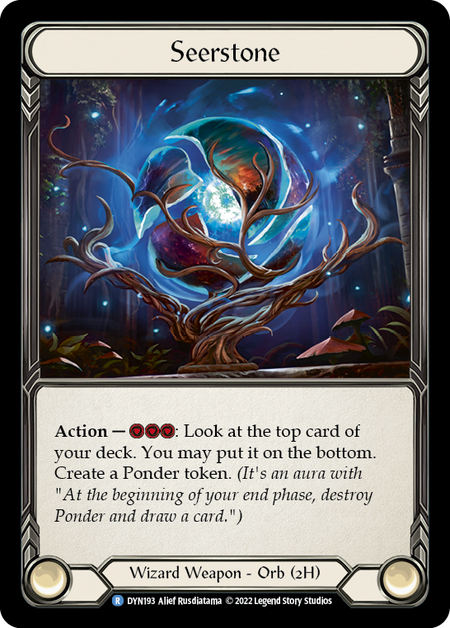 Seerstone
Action — : Look at the top card of
your deck. You may put it on the bottom.
Create a Ponder token. (It's an aura with
"At the beginning of your end phase, destroy
Ponder and draw a card.")
Wizard Weapon - Orb (2H)
R DYN193 Alief Rusdiatama © 2022 Legend Story Studios